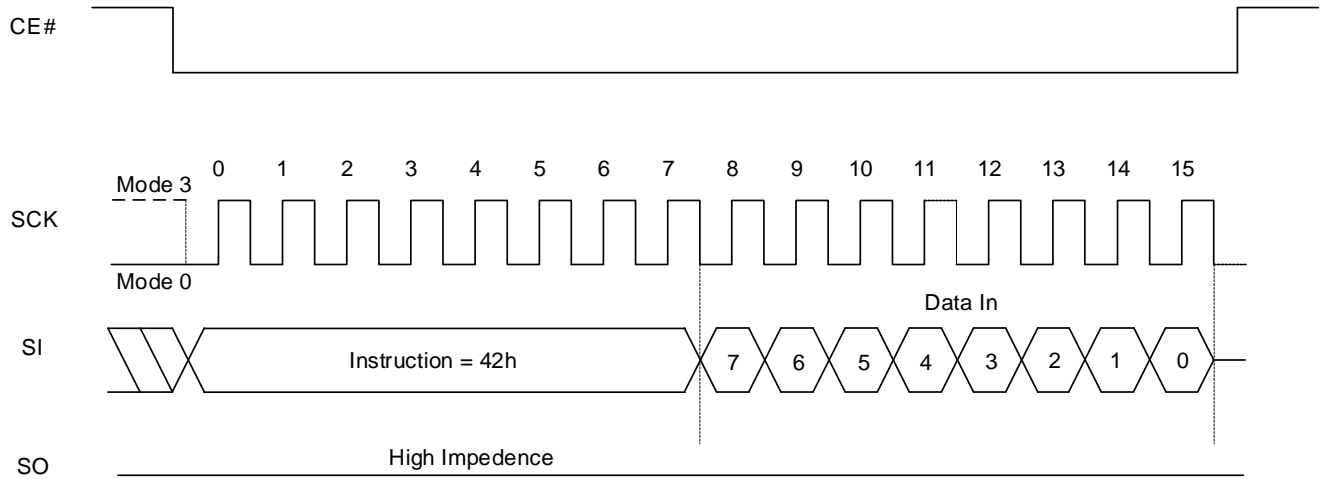 CE#
0 1 2 3 4 5 6 7 8 9 10 11 12 13 14 15
Mode 3
SCK
Mode 0
Data In
SI
Instruction = 42h
7 6 5 4 3 2 1 0
High Impedence
SO